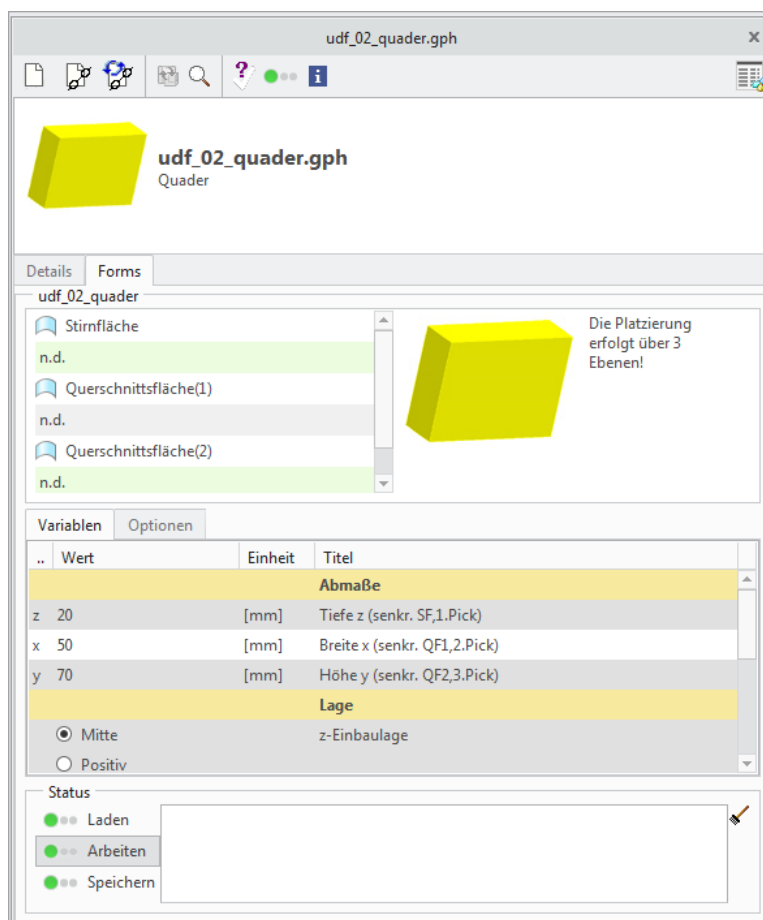 udf_02_quader.gph
udf_02_quader.gph
Quader
Details Forms
udf_02_quader
Stirnfläche
n.d.
Querschnittsfläche(1)
n.d.
Querschnittsfläche(2)
n.d.
Die Platzierung
erfolgt über 3
Ebenen!
Variablen Optionen
.. Wert Einheit Titel
Abmaße
z 20 [mm] Tiefe z (senkr. SF,1.Pick)
x 50 [mm] Breite x (senkr. QF1,2.Pick)
y 70 [mm] Höhe y (senkr. QF2,3.Pick)
Lage
Mitte z-Einbaulage
Positiv
Status
Laden
Arbeiten
Speichern